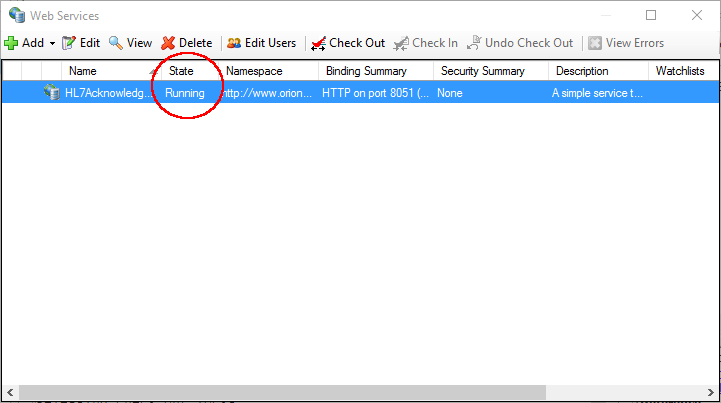 Web Services
Add Edit View Delete Edit Users Check Out Check In Undo Check Out View Errors
Name State Namespace Binding Summary Security Summary Description Watchlists
HL7Acknowledg... Running http://www.orion... HTTP on port 8051 (... None A simple service t...